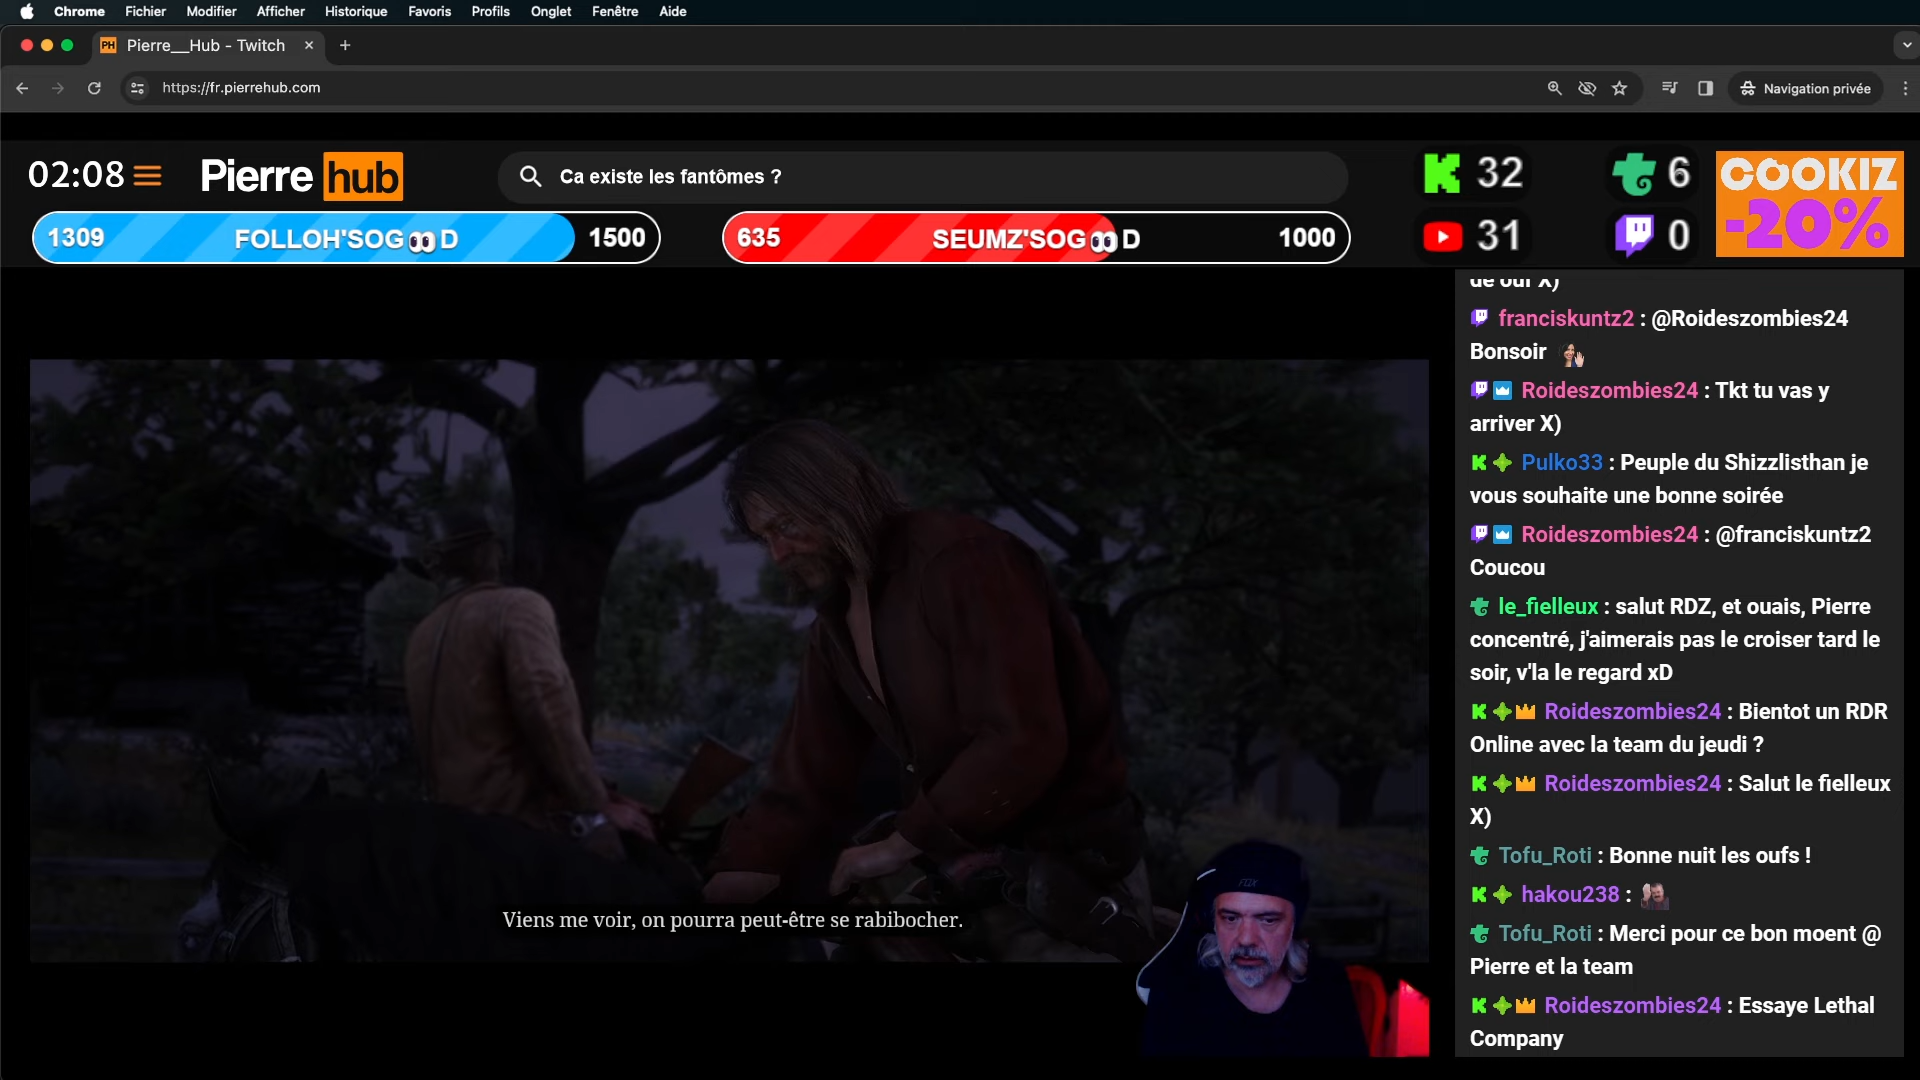 Chrome Fichier Modifier Afficher Historique Favoris Profils Onglet Fenêtre Aide
PH Pierre__Hub - Twitch
https://fr.pierrehub.com
Navigation privée
02:08
Pierre hub
Ca existe les fantômes ?
32
6
COOKIZ
-20%
1309 FOLLOH'SOG👀D 1500
635 SEUMZ'SOG👀D 1000
31
0
de ouf X)
franciskuntz2 : @Roideszombies24
Bonsoir
Roideszombies24 : Tkt tu vas y
arriver X)
Pulko33 : Peuple du Shizzlisthan je
vous souhaite une bonne soirée
Roideszombies24 : @franciskuntz2
Coucou
le_fielleux : salut RDZ, et ouais, Pierre
concentré, j'aimerais pas le croiser tard le
soir, v'la le regard xD
Roideszombies24 : Bientot un RDR
Online avec la team du jeudi ?
Roideszombies24 : Salut le fielleux
X)
Tofu_Roti : Bonne nuit les oufs !
hakou238 :
Tofu_Roti : Merci pour ce bon moent @
Pierre et la team
Roideszombies24 : Essaye Lethal
Company
Viens me voir, on pourra peut-être se rabibocher.
FOX